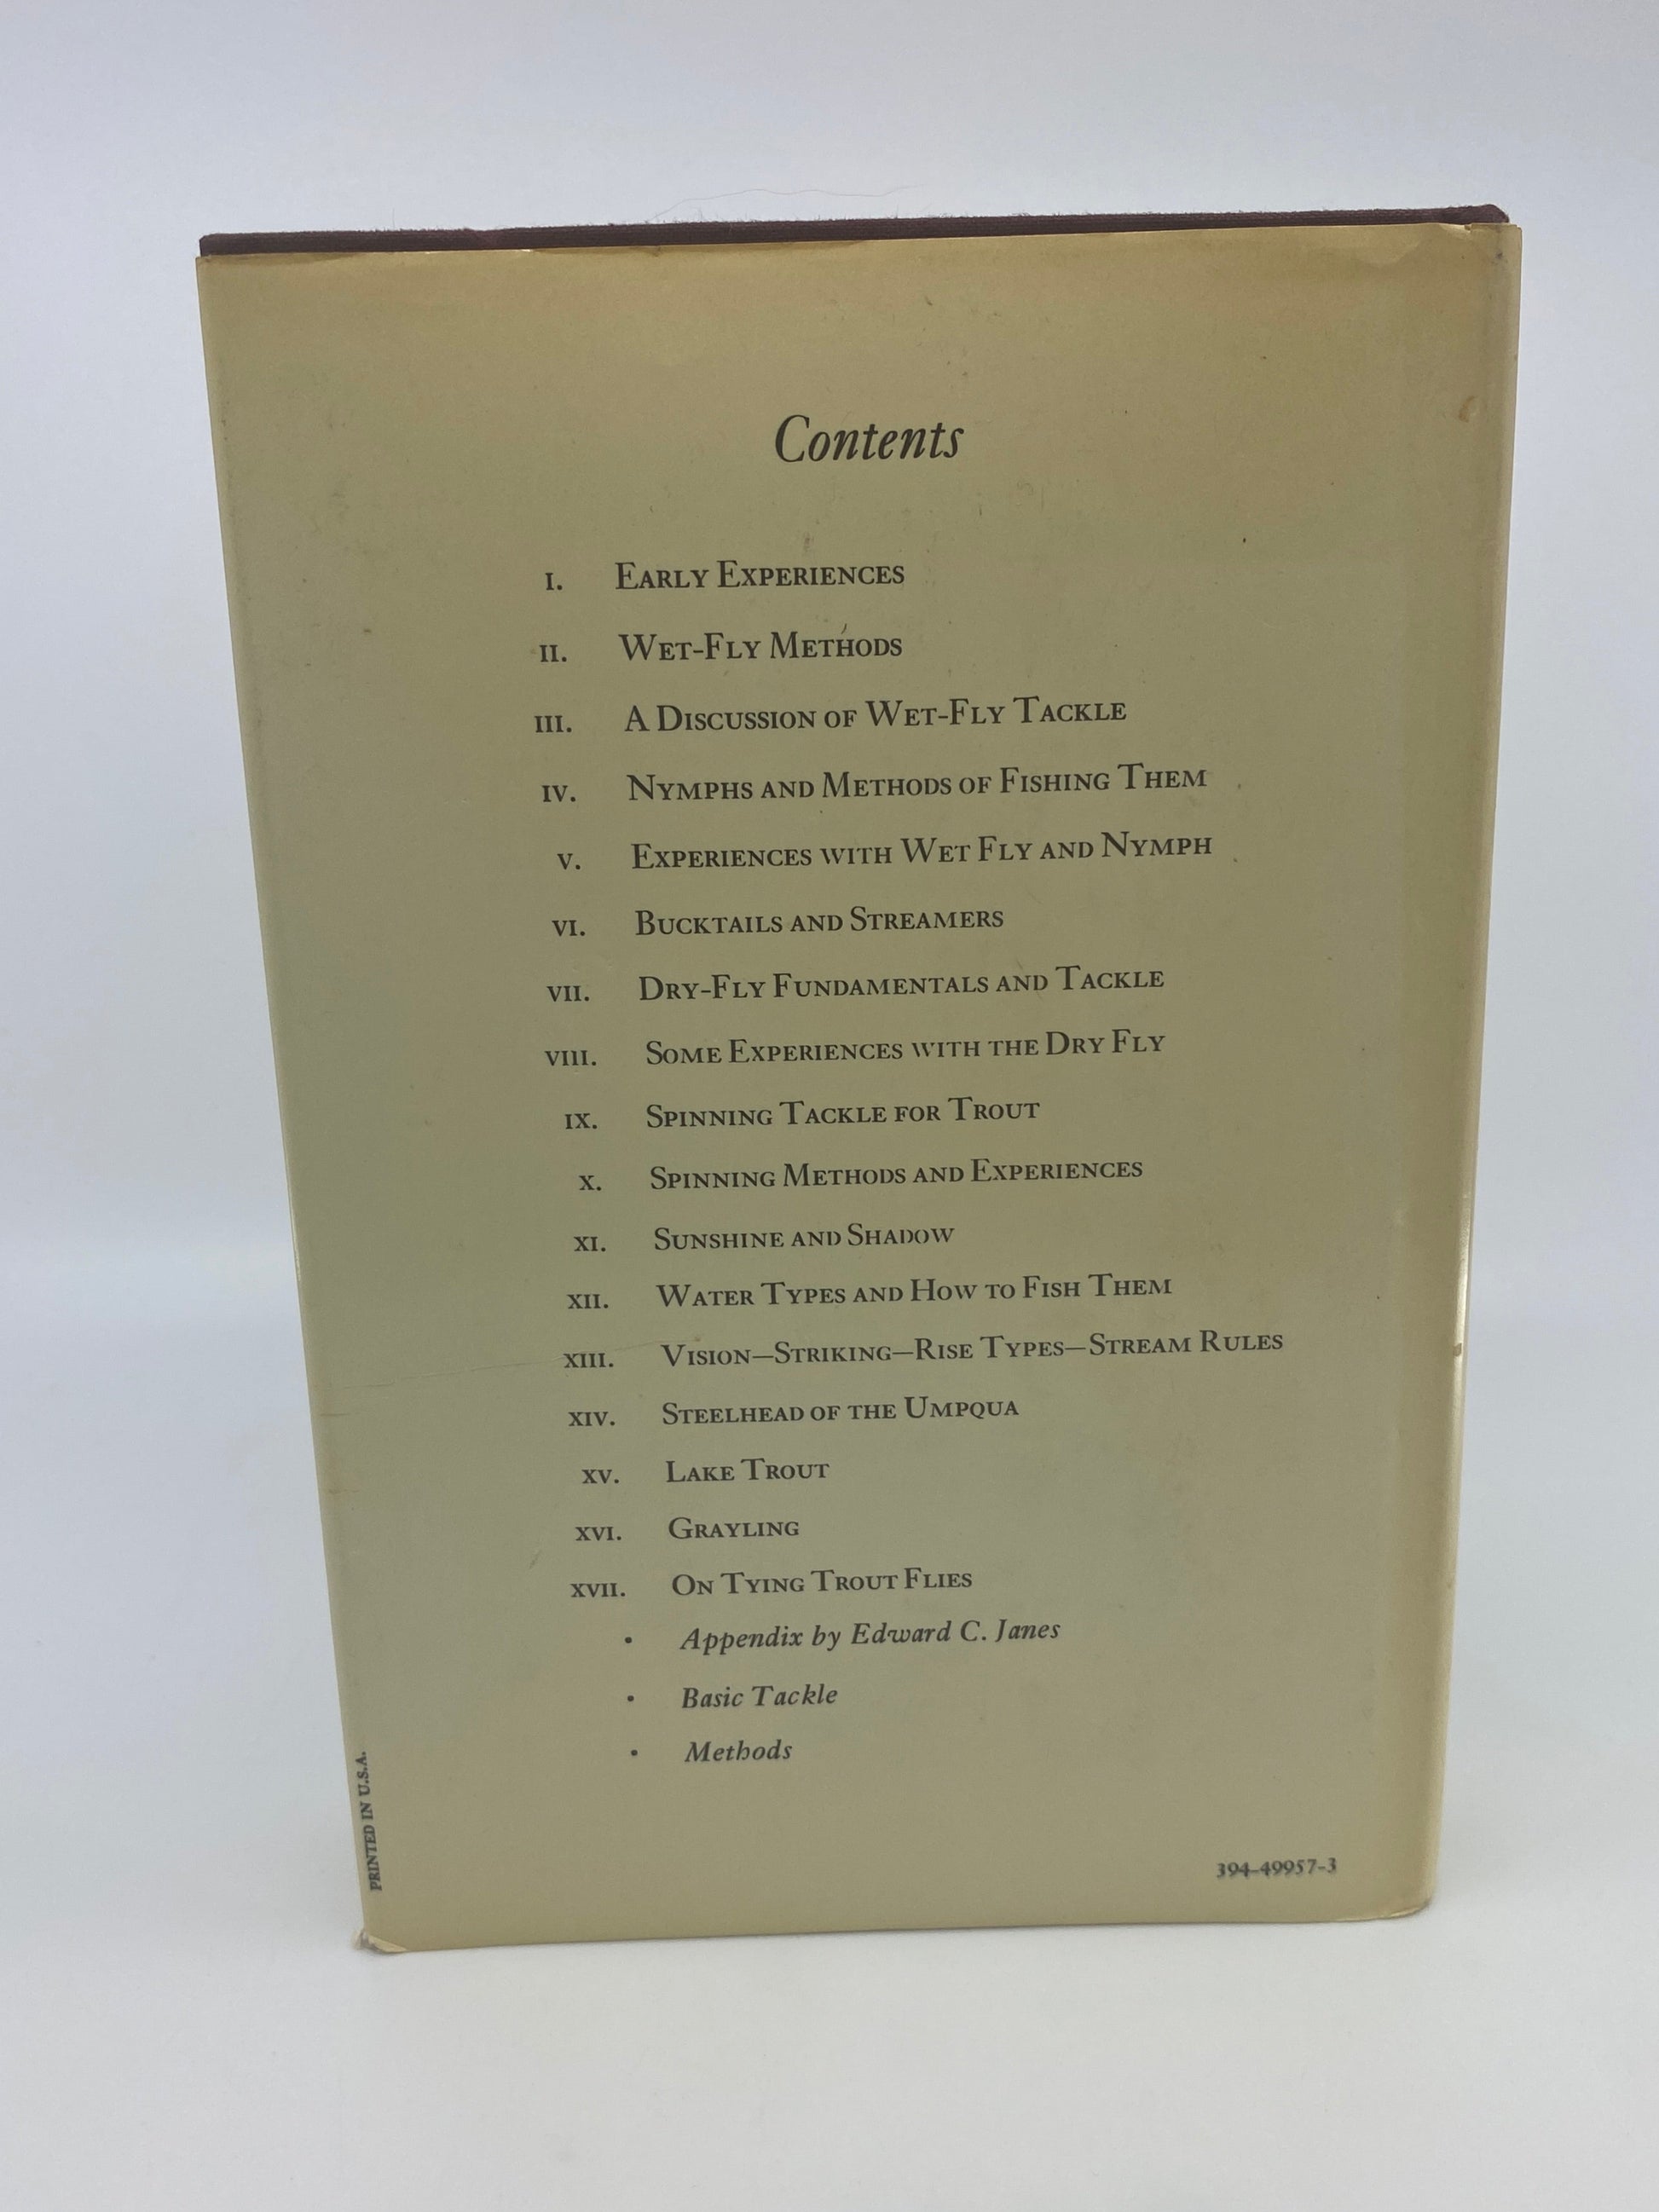 Contents
I. EARLY EXPERIENCES
II. WET-FLY METHODS
III. A DISCUSSION OF WET-FLY TACKLE
IV. NYMPHS AND METHODS OF FISHING THEM
V. EXPERIENCES WITH WET FLY AND NYMPH
VI. BUCKTAILS AND STREAMERS
VII. DRY-FLY FUNDAMENTALS AND TACKLE
VIII. SOME EXPERIENCES WITH THE DRY FLY
IX. SPINNING TACKLE FOR TROUT
X. SPINNING METHODS AND EXPERIENCES
XI. SUNSHINE AND SHADOW
XII. WATER TYPES AND HOW TO FISH THEM
XIII. VISION—STRIKING—RISE TYPES—STREAM RULES
XIV. STEELHEAD OF THE UMPQUA
XV. LAKE TROUT
XVI. GRAYLING
XVII. ON TYING TROUT FLIES
• Appendix by Edward C. Janes
• Basic Tackle
• Methods
PRINTED IN U.S.A.
394-49957-3